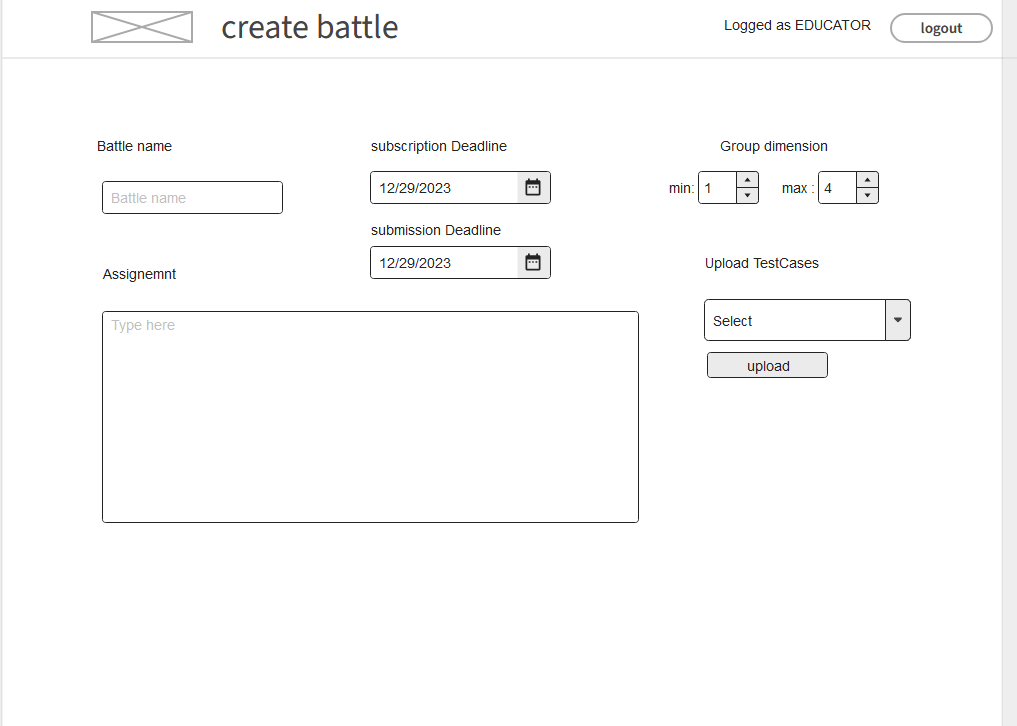 create battle
Logged as EDUCATOR
logout
Battle name
subscription Deadline
Group dimension
Battle name
12/29/2023
min: 1
max : 4
submission Deadline
12/29/2023
Assignemnt
Upload TestCases
Type here
Select
upload